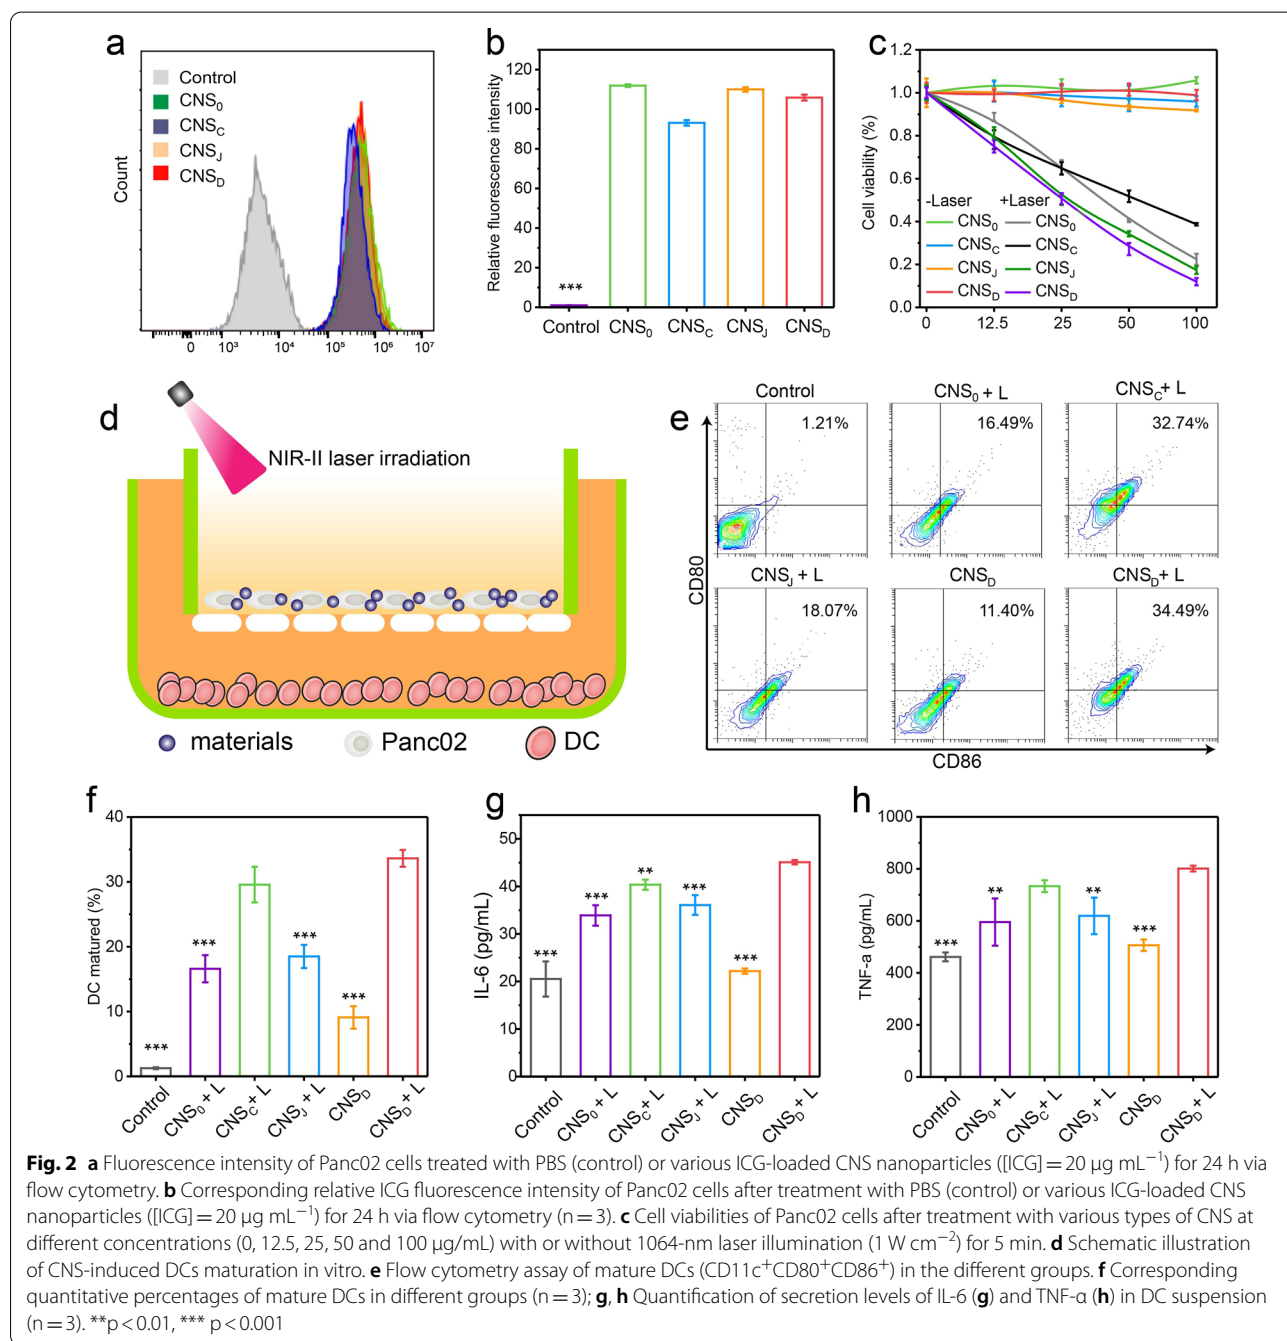 a
Control
CNS0
CNSC
CNSJ
CNSD
Count
0 10³ 10⁴ 10⁵ 10⁶ 10⁷
b
Relative fluorescence intensity
120
100
80
60
40
20
0
***
Control CNS0 CNSC CNSJ CNSD
c
Cell viability (%)
1.2
1.0
0.8
0.6
0.4
0.2
0.0
-Laser +Laser
CNS0 CNS0
CNSC CNSC
CNSJ CNSJ
CNSD CNSD
0 12.5 25 50 100
d
NIR-II laser irradiation
materials Panc02 DC
e
Control CNS0 + L CNSC+ L
1.21% 16.49% 32.74%
CNSJ + L CNSD CNSD+ L
18.07% 11.40% 34.49%
CD80
CD86
f
DC matured (%)
40
30
20
10
0
*** *** *** ***
Control CNS0 + L CNSC + L CNSJ + L CNSD CNSD + L
g
IL-6 (pg/mL)
50
45
40
30
20
10
0
*** *** ** *** ***
Control CNS0 + L CNSC + L CNSJ + L CNSD CNSD + L
h
TNF-a (pg/mL)
1000
800
600
400
200
0
*** ** ** ***
Control CNS0 + L CNSC + L CNSJ + L CNSD CNSD + L
Fig. 2 a Fluorescence intensity of Panc02 cells treated with PBS (control) or various ICG-loaded CNS nanoparticles ([ICG] = 20 μg mL⁻¹) for 24 h via
flow cytometry. b Corresponding relative ICG fluorescence intensity of Panc02 cells after treatment with PBS (control) or various ICG-loaded CNS
nanoparticles ([ICG] = 20 μg mL⁻¹) for 24 h via flow cytometry (n = 3). c Cell viabilities of Panc02 cells after treatment with various types of CNS at
different concentrations (0, 12.5, 25, 50 and 100 μg/mL) with or without 1064-nm laser illumination (1 W cm⁻²) for 5 min. d Schematic illustration
of CNS-induced DCs maturation in vitro. e Flow cytometry assay of mature DCs (CD11c⁺CD80⁺CD86⁺) in the different groups. f Corresponding
quantitative percentages of mature DCs in different groups (n = 3); g, h Quantification of secretion levels of IL-6 (g) and TNF-α (h) in DC suspension
(n = 3). **p < 0.01, *** p < 0.001